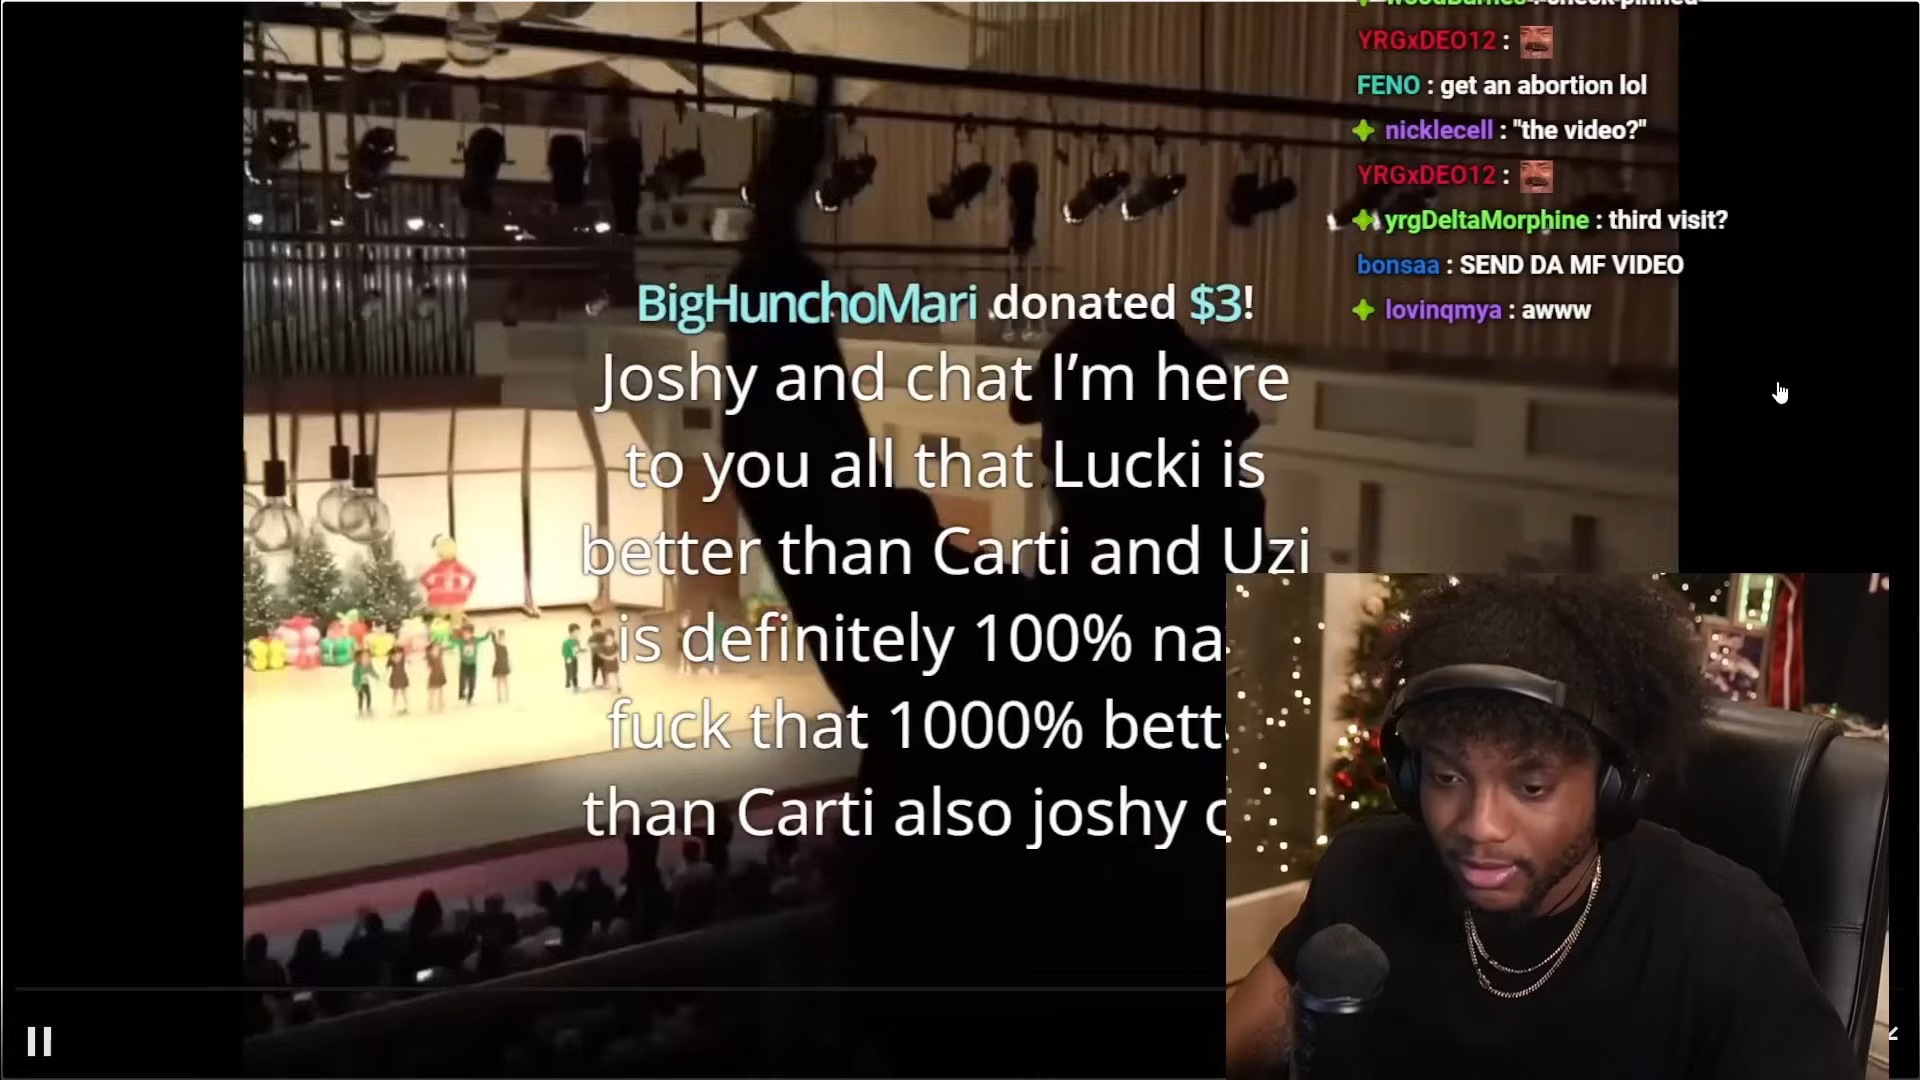 YRGxDEO12 :
FENO : get an abortion lol
nicklecell : "the video?"
YRGxDEO12 :
yrgDeltaMorphine : third visit?
bonsaa : SEND DA MF VIDEO
lovinqmya : awww
BigHunchoMari donated $3!
Joshy and chat I'm here
to you all that Lucki is
better than Carti and Uzi
is definitely 100% na
fuck that 1000% bett
than Carti also joshy